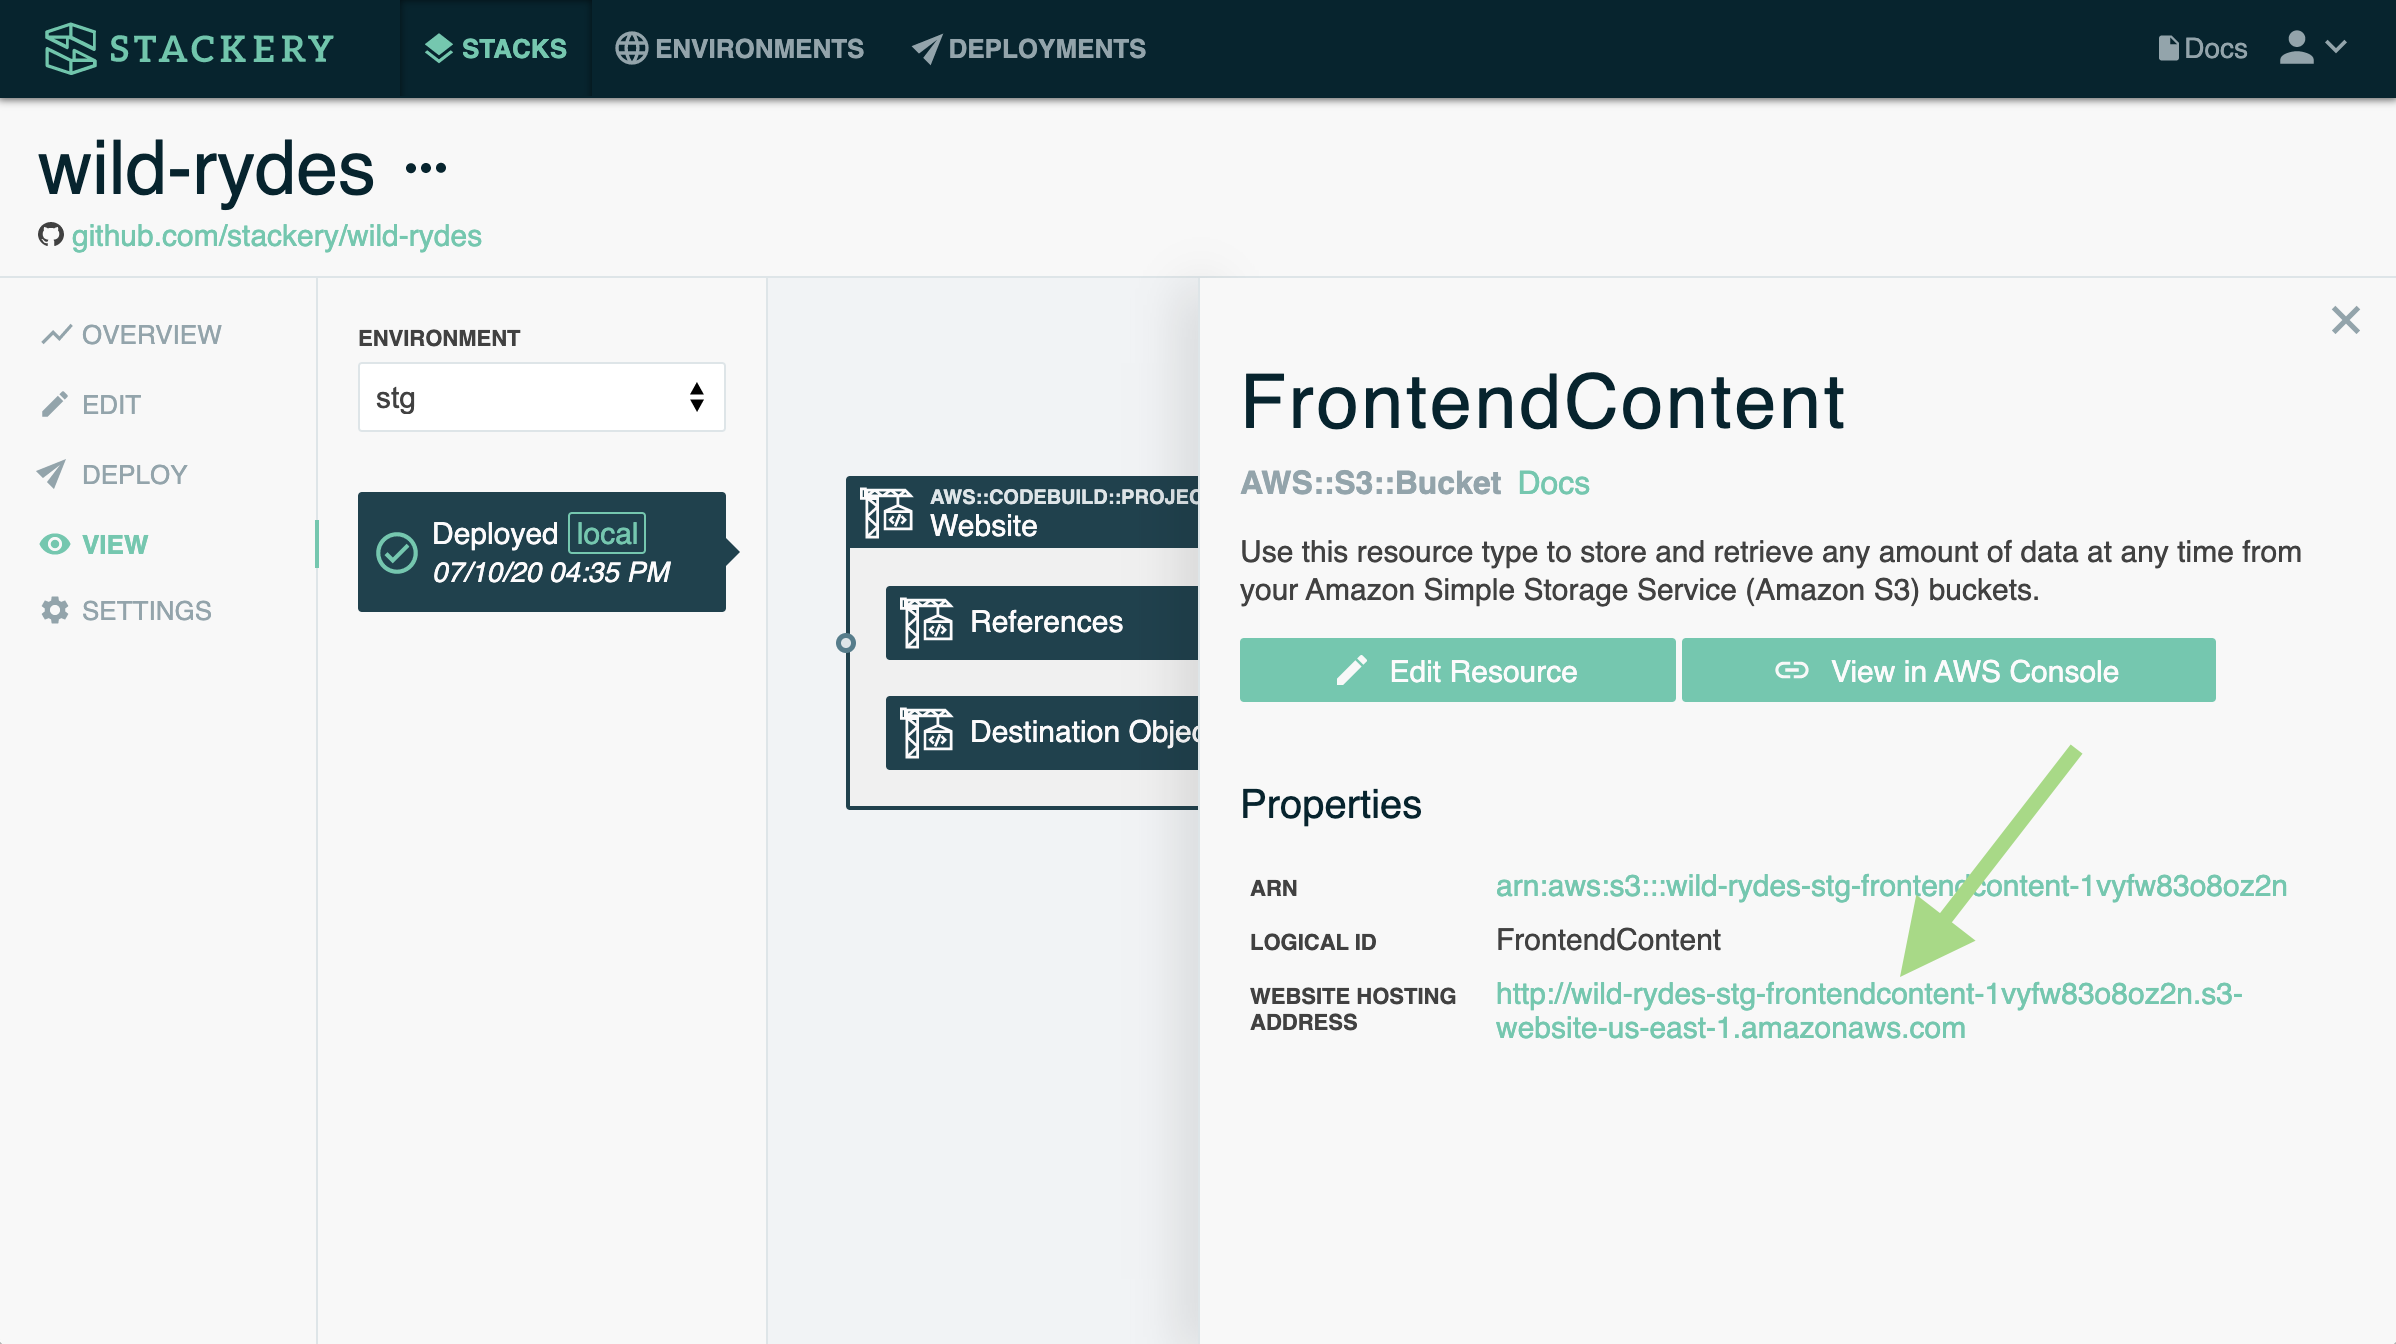 STACKERY
STACKS
ENVIRONMENTS
DEPLOYMENTS
Docs
wild-rydes ...
github.com/stackery/wild-rydes
OVERVIEW
EDIT
DEPLOY
VIEW
SETTINGS
ENVIRONMENT
stg
Deployed local
07/10/20 04:35 PM
AWS::CODEBUILD::PROJEC
Website
References
Destination Objec
FrontendContent
AWS::S3::Bucket Docs
Use this resource type to store and retrieve any amount of data at any time from
your Amazon Simple Storage Service (Amazon S3) buckets.
Edit Resource
View in AWS Console
Properties
ARN
arn:aws:s3:::wild-rydes-stg-frontendcontent-1vyfw83o8oz2n
LOGICAL ID
FrontendContent
WEBSITE HOSTING
ADDRESS
http://wild-rydes-stg-frontendcontent-1vyfw83o8oz2n.s3-
website-us-east-1.amazonaws.com